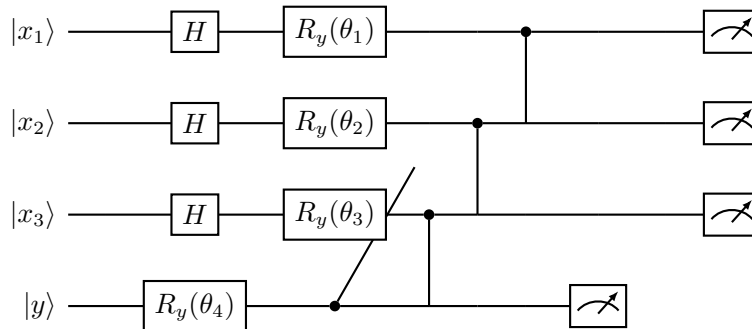 |x₁⟩ H R_y(θ₁)
|x₂⟩ H R_y(θ₂)
|x₃⟩ H R_y(θ₃)
|y⟩ R_y(θ₄)